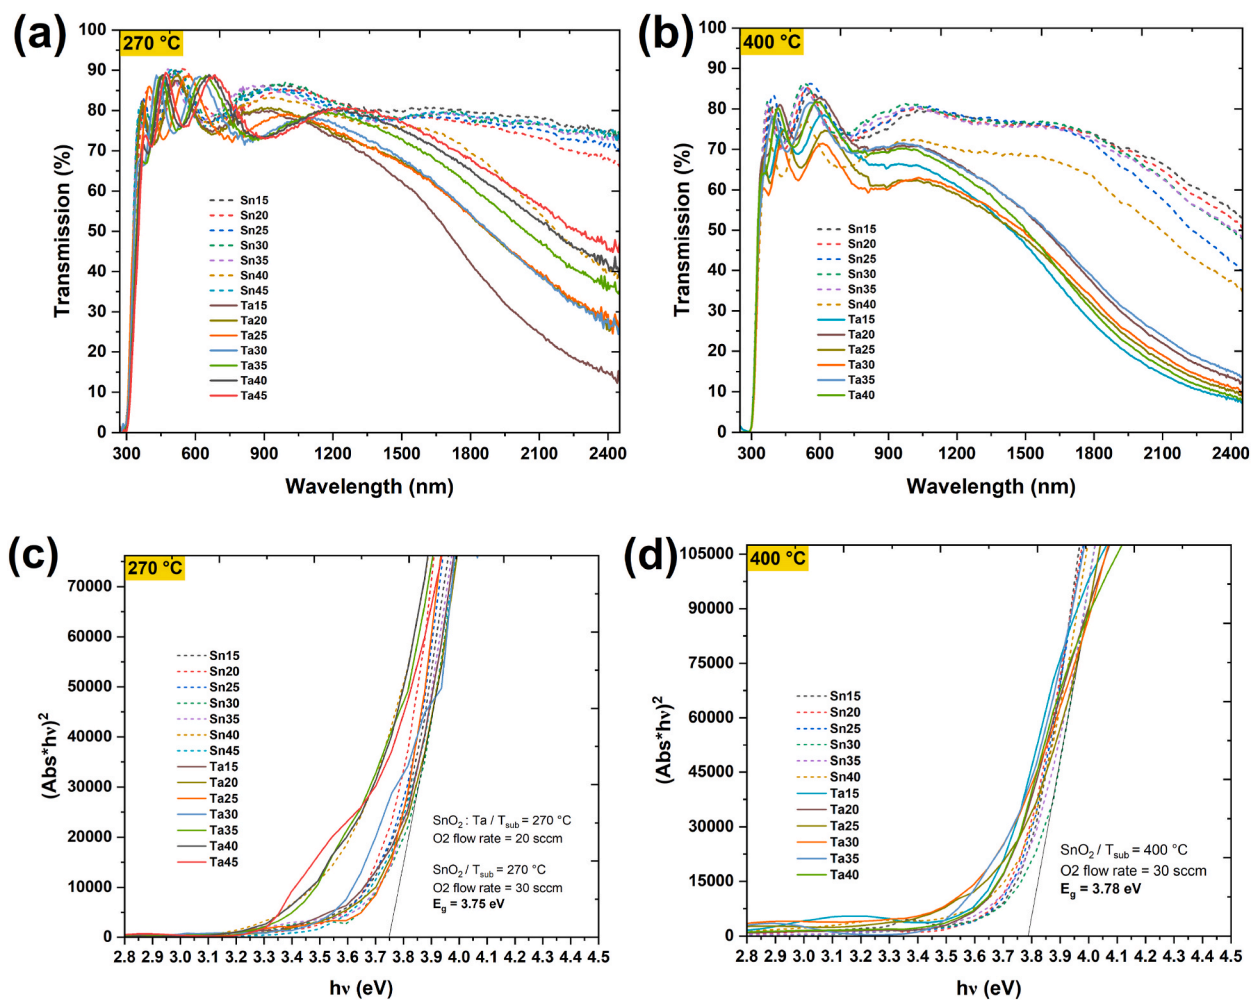 (a)
270 °C
Transmission (%)
100
90
80
70
60
50
40
30
20
10
0
Sn15
Sn20
Sn25
Sn30
Sn35
Sn40
Sn45
Ta15
Ta20
Ta25
Ta30
Ta35
Ta40
Ta45
300 600 900 1200 1500 1800 2100 2400
Wavelength (nm)
(b)
400 °C
Transmission (%)
100
90
80
70
60
50
40
30
20
10
0
Sn15
Sn20
Sn25
Sn30
Sn35
Sn40
Ta15
Ta20
Ta25
Ta30
Ta35
Ta40
300 600 900 1200 1500 1800 2100 2400
Wavelength (nm)
(c)
270 °C
(Abs*hν)²
70000
60000
50000
40000
30000
20000
10000
0
Sn15
Sn20
Sn25
Sn30
Sn35
Sn40
Sn45
Ta15
Ta20
Ta25
Ta30
Ta35
Ta40
Ta45
SnO₂ : Ta / Tsub = 270 °C
O2 flow rate = 20 sccm
SnO₂ / Tsub = 270 °C
O2 flow rate = 30 sccm
Eg = 3.75 eV
2.8 2.9 3.0 3.1 3.2 3.3 3.4 3.5 3.6 3.7 3.8 3.9 4.0 4.1 4.2 4.3 4.4 4.5
hν (eV)
(d)
400 °C
(Abs*hν)²
105000
90000
75000
60000
45000
30000
15000
0
Sn15
Sn20
Sn25
Sn30
Sn35
Sn40
Ta15
Ta20
Ta25
Ta30
Ta35
Ta40
SnO₂ / Tsub = 400 °C
O2 flow rate = 30 sccm
Eg = 3.78 eV
2.8 2.9 3.0 3.1 3.2 3.3 3.4 3.5 3.6 3.7 3.8 3.9 4.0 4.1 4.2 4.3 4.4 4.5
hν (eV)